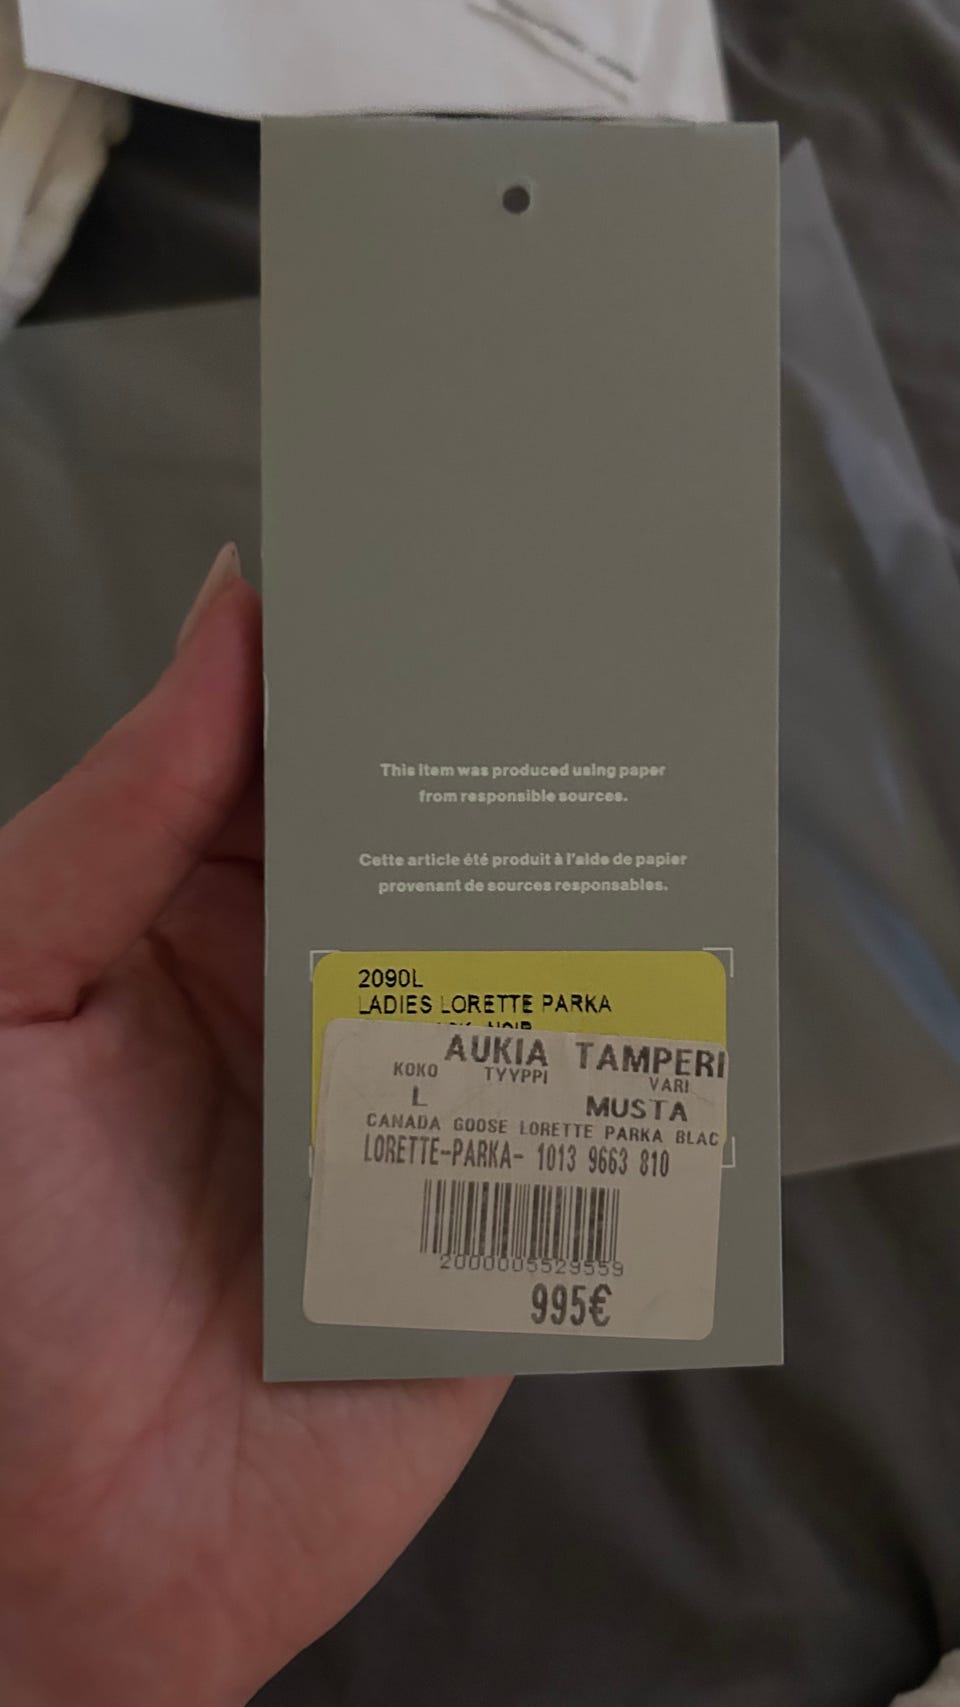 This item was produced using paper
from responsible sources.
Cette article été produit à l'aide de papier
provenant de sources responsables.
2090L
LADIES LORETTE PARKA
NOIR
AUKIA TAMPERI
KOKO TYYPPI VARI
L MUSTA
CANADA GOOSE LORETTE PARKA BLAC
LORETTE-PARKA- 1013 9663 810
2000005529559
995€